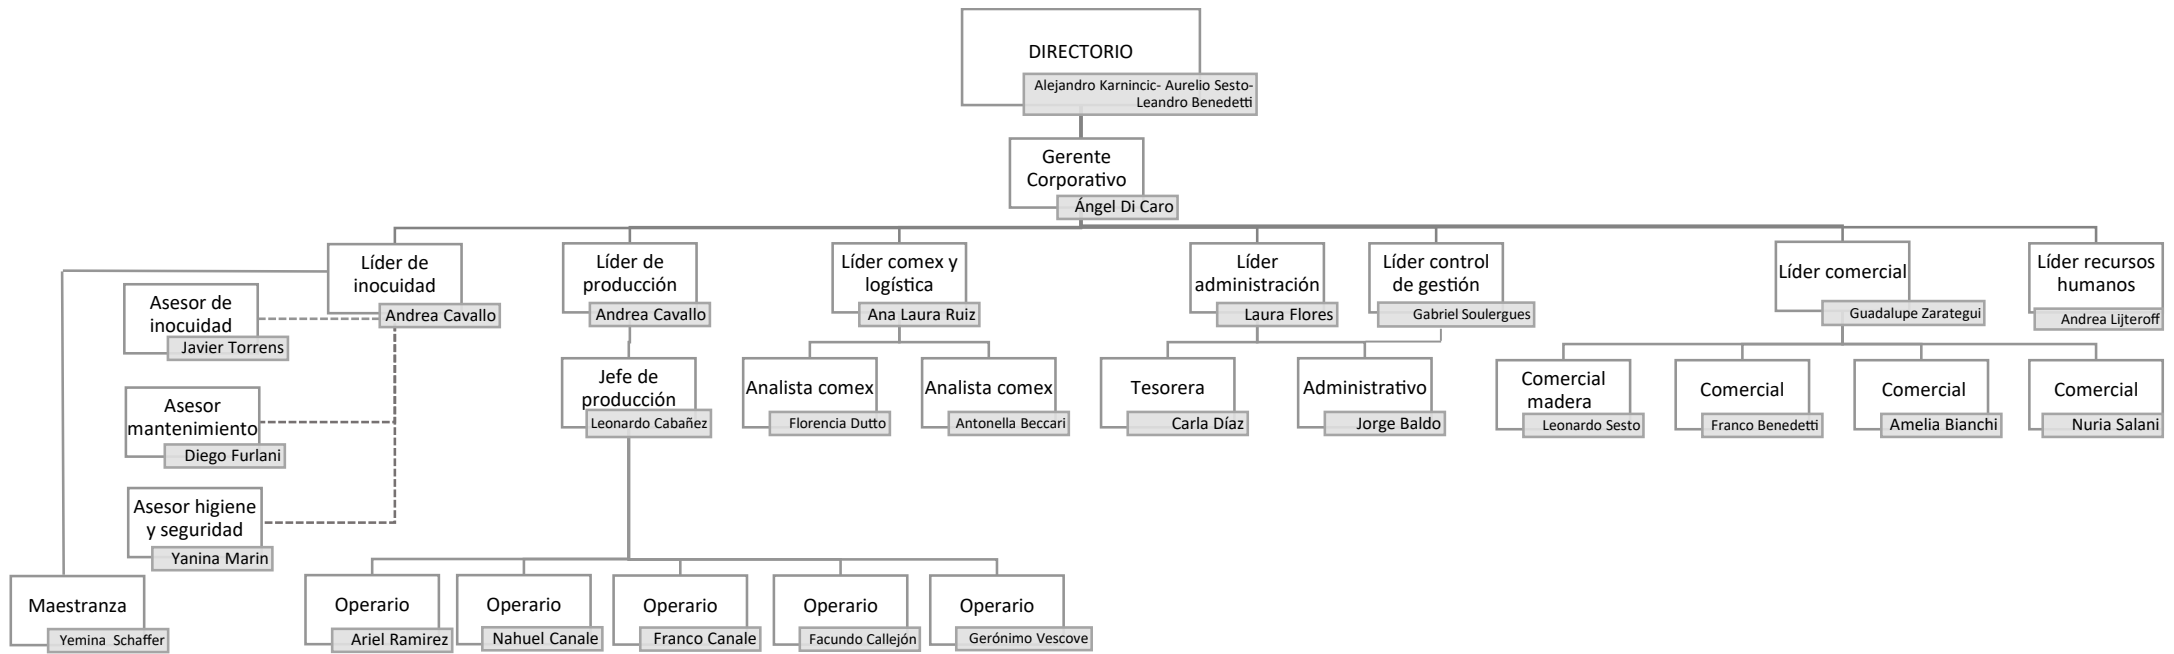 DIRECTORIO
Alejandro Karnincic- Aurelio Sesto-
Leandro Benedetti
Gerente
Corporativo
Ángel Di Caro
Líder de
inocuidad
Andrea Cavallo
Líder de
producción
Andrea Cavallo
Líder comex y
logística
Ana Laura Ruiz
Líder
administración
Laura Flores
Líder control
de gestión
Gabriel Soulergues
Líder comercial
Guadalupe Zarategui
Líder recursos
humanos
Andrea Lijteroff
Asesor de
inocuidad
Javier Torrens
Asesor
mantenimiento
Diego Furlani
Asesor higiene
y seguridad
Yanina Marin
Jefe de
producción
Leonardo Cabañez
Analista comex
Florencia Dutto
Analista comex
Antonella Beccari
Tesorera
Carla Díaz
Administrativo
Jorge Baldo
Comercial
madera
Leonardo Sesto
Comercial
Franco Benedetti
Comercial
Amelia Bianchi
Comercial
Nuria Salani
Maestranza
Yemina Schaffer
Operario
Ariel Ramirez
Operario
Nahuel Canale
Operario
Franco Canale
Operario
Facundo Callejón
Operario
Gerónimo Vescove